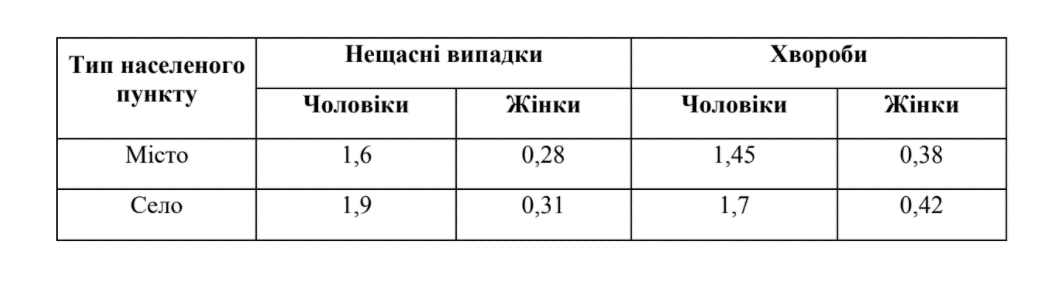 Тип населеного пункту Нещасні випадки Хвороби
Чоловіки Жінки Чоловіки Жінки
Місто 1,6 0,28 1,45 0,38
Село 1,9 0,31 1,7 0,42